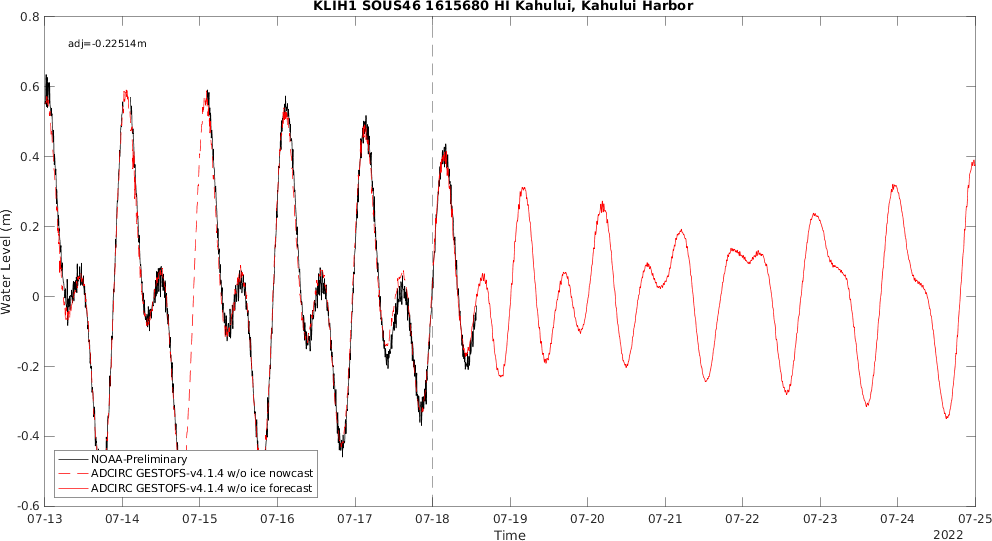 KLIH1 SOUS46 1615680 HI Kahului, Kahului Harbor
adj=-0.22514m
0.8
0.6
0.4
0.2
0
-0.2
-0.4
-0.6
Water Level (m)
NOAA-Preliminary
ADCIRC GESTOFS-v4.1.4 w/o ice nowcast
ADCIRC GESTOFS-v4.1.4 w/o ice forecast
07-13 07-14 07-15 07-16 07-17 07-18 07-19 07-20 07-21 07-22 07-23 07-24 07-25
Time
2022